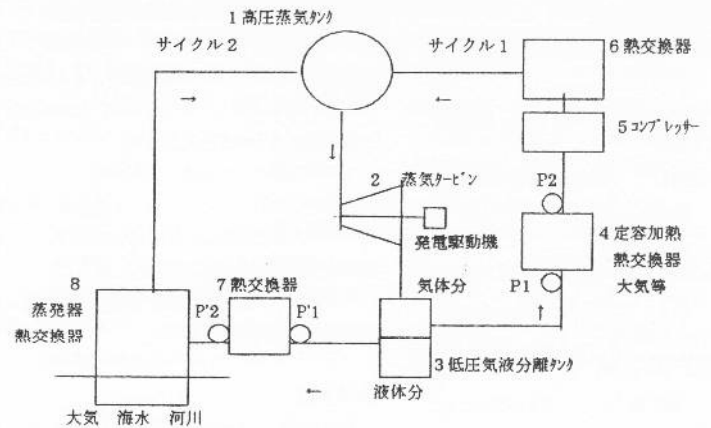 1高圧蒸気タンク
サイクル2
サイクル1
6熱交換器
→
←
5コンプレッサー
↓
2 蒸気タービン
P2
発電駆動機
4定容加熱
熱交換器
大気等
8
蒸発器
熱交換器
7熱交換器
気体分
P1
P'2
P'1
↑
3低圧気液分離タンク
←
液体分
大気 海水 河川